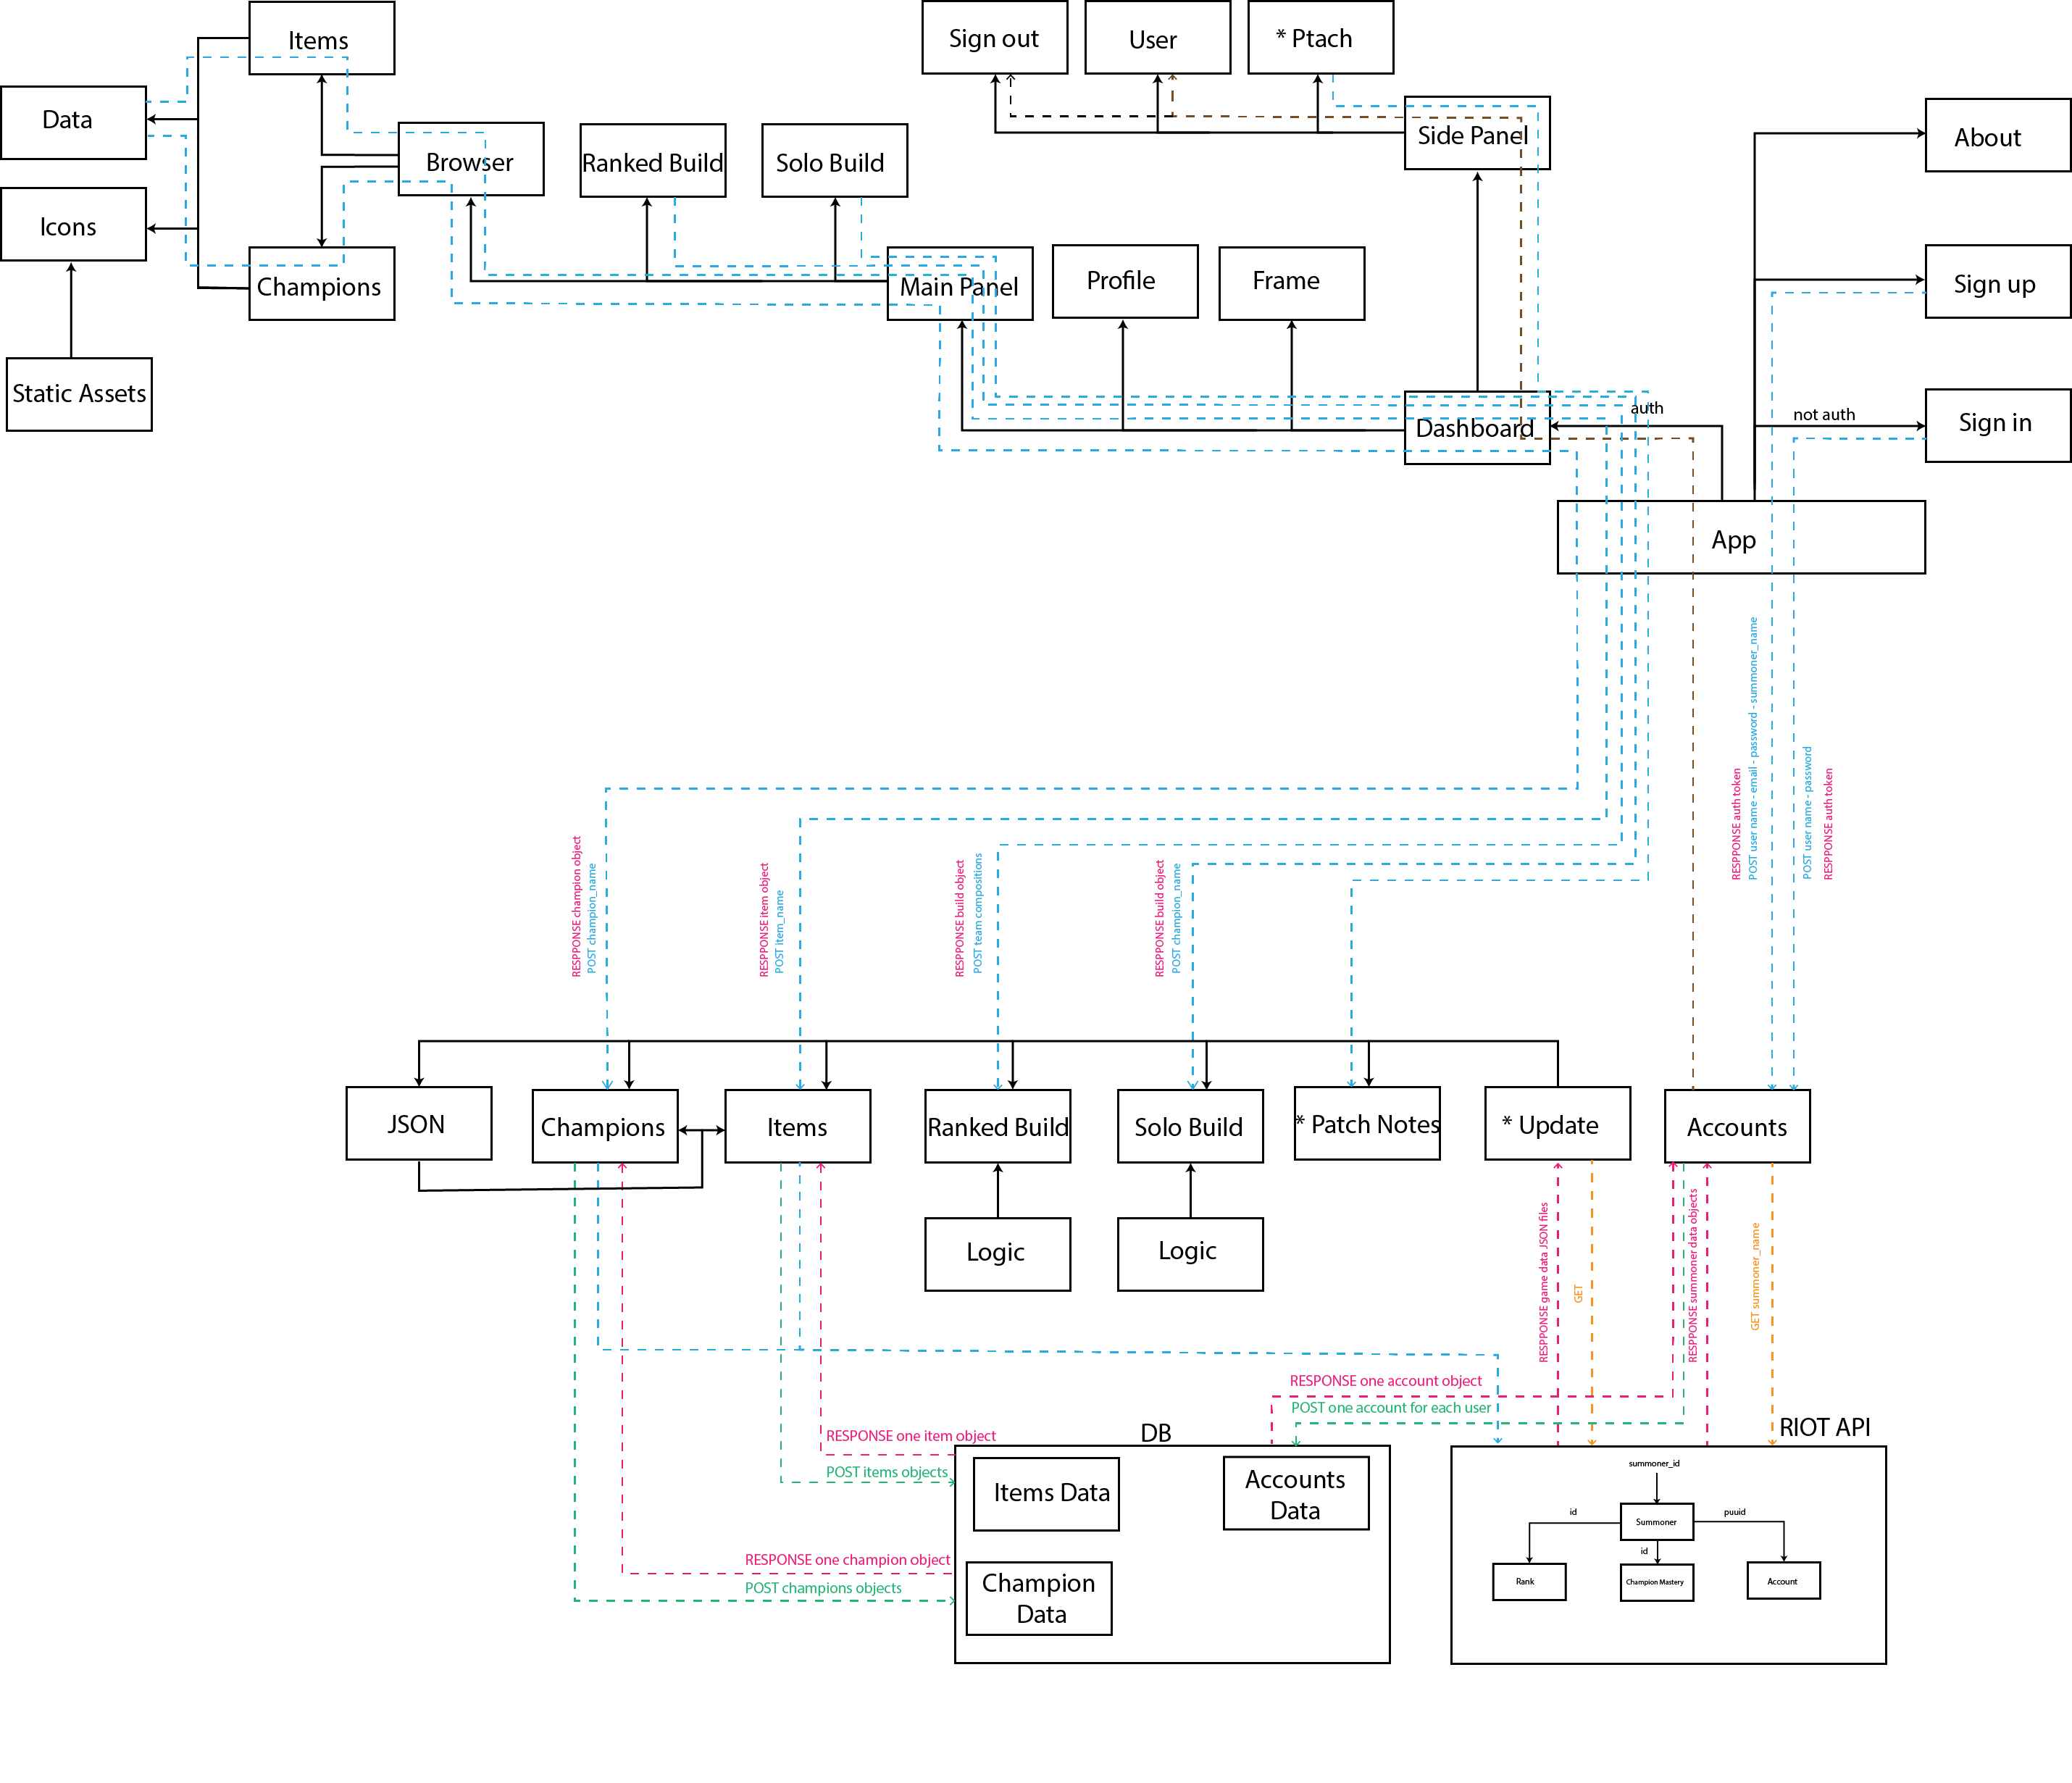 Items
Sign out
User
* Ptach
Data
Browser
Ranked Build
Solo Build
Side Panel
About
Icons
Champions
Main Panel
Profile
Frame
Sign up
Static Assets
auth
not auth
Dashboard
Sign in
App
RESPPONSE auth token
POST user name - email - password - summoner_name
POST user name - password
RESPPONSE auth token
RESPPONSE champion object
POST champion_name
RESPPONSE item object
POST item_name
RESPPONSE build object
POST team compositions
RESPPONSE build object
POST champion_name
JSON
Champions
Items
Ranked Build
Solo Build
* Patch Notes
* Update
Accounts
Logic
Logic
RESPPONSE game data JSON files
GET
RESPPONSE summoner data objects
GET summoner_name
RESPONSE one account object
POST one account for each user
RESPONSE one item object
DB
RIOT API
POST items objects
Items Data
Accounts
Data
summoner_id
Summoner
id
puuid
id
Rank
Champion Mastery
Account
RESPONSE one champion object
POST champions objects
Champion
Data